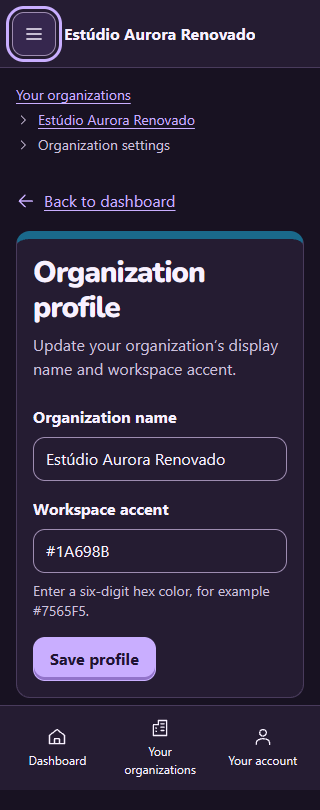 Estúdio Aurora Renovado
Your organizations
Estúdio Aurora Renovado
Organization settings
Back to dashboard
Organization
profile
Update your organization’s display
name and workspace accent.
Organization name
Estúdio Aurora Renovado
Workspace accent
#1A698B
Enter a six-digit hex color, for example
#7565F5.
Save profile
Dashboard
Your
organizations
Your account